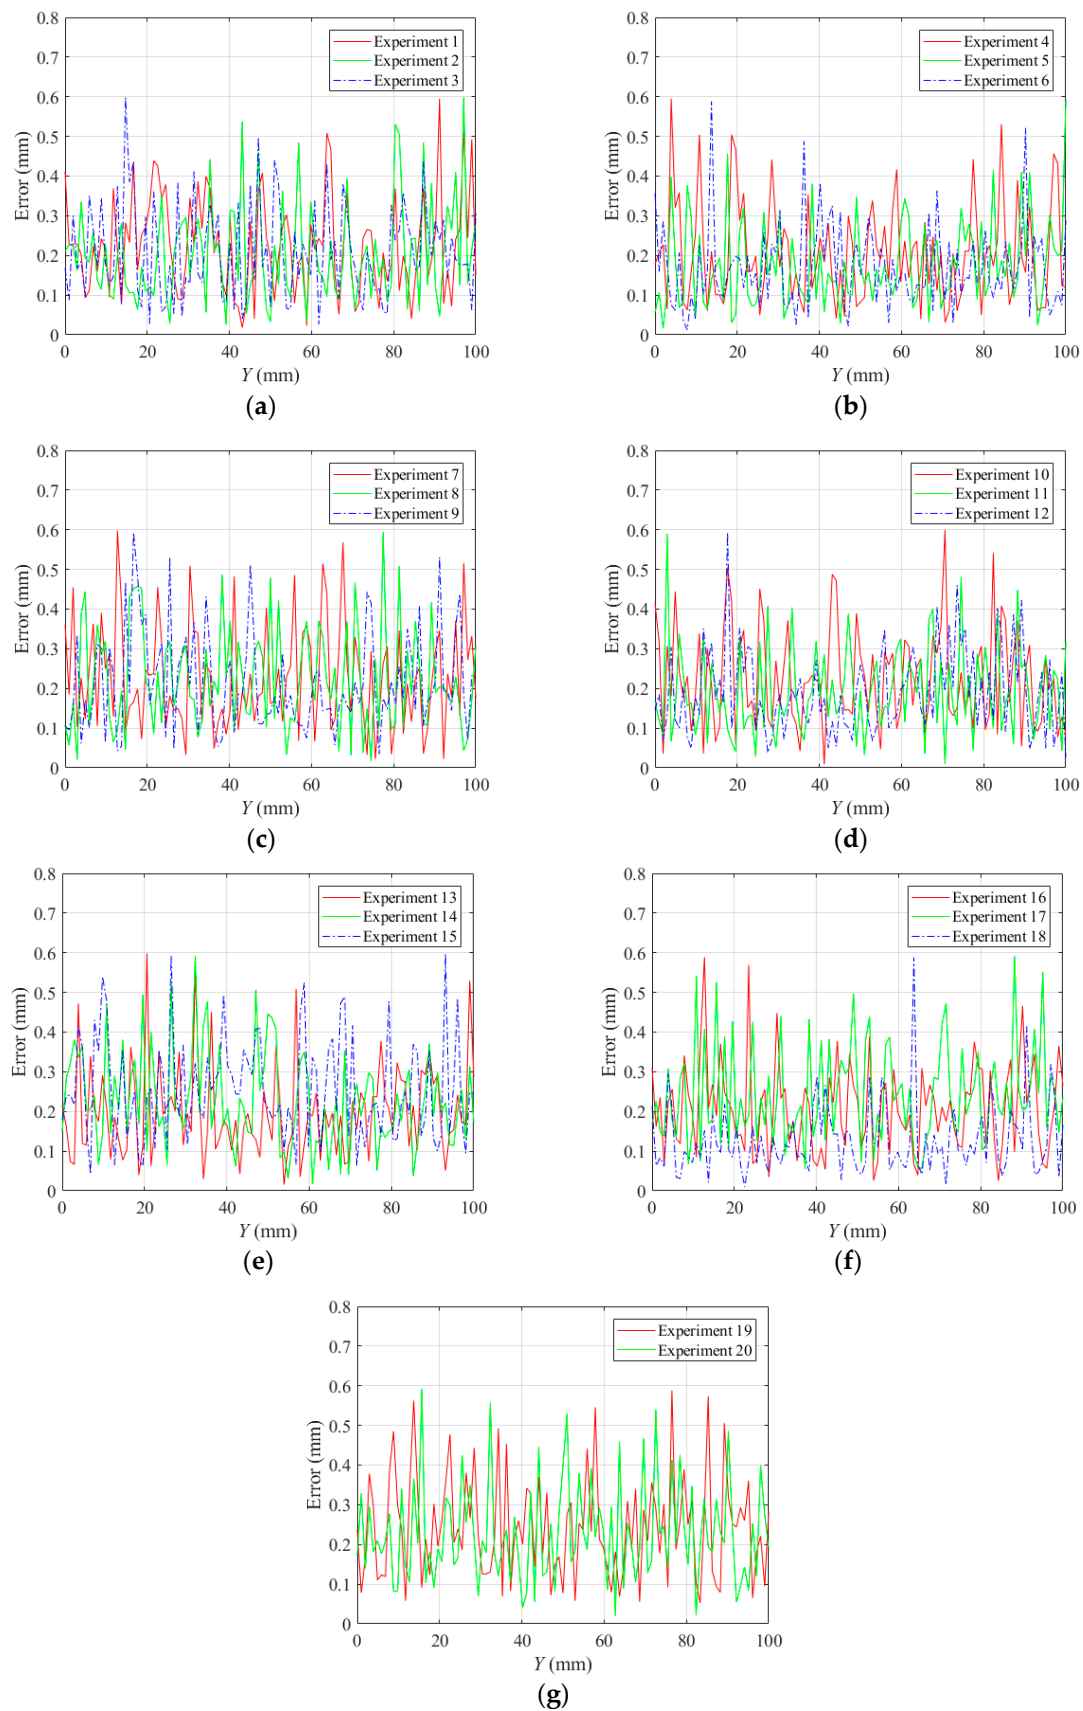 0.8
0.7
0.6
0.5
0.4
0.3
0.2
0.1
0
Error (mm)
Experiment 1
Experiment 2
Experiment 3
0 20 40 60 80 100
Y (mm)
(a)
0.8
0.7
0.6
0.5
0.4
0.3
0.2
0.1
0
Error (mm)
Experiment 4
Experiment 5
Experiment 6
0 20 40 60 80 100
Y (mm)
(b)
0.8
0.7
0.6
0.5
0.4
0.3
0.2
0.1
0
Error (mm)
Experiment 7
Experiment 8
Experiment 9
0 20 40 60 80 100
Y (mm)
(c)
0.8
0.7
0.6
0.5
0.4
0.3
0.2
0.1
0
Error (mm)
Experiment 10
Experiment 11
Experiment 12
0 20 40 60 80 100
Y (mm)
(d)
0.8
0.7
0.6
0.5
0.4
0.3
0.2
0.1
0
Error (mm)
Experiment 13
Experiment 14
Experiment 15
0 20 40 60 80 100
Y (mm)
(e)
0.8
0.7
0.6
0.5
0.4
0.3
0.2
0.1
0
Error (mm)
Experiment 16
Experiment 17
Experiment 18
0 20 40 60 80 100
Y (mm)
(f)
0.8
0.7
0.6
0.5
0.4
0.3
0.2
0.1
0
Error (mm)
Experiment 19
Experiment 20
0 20 40 60 80 100
Y (mm)
(g)